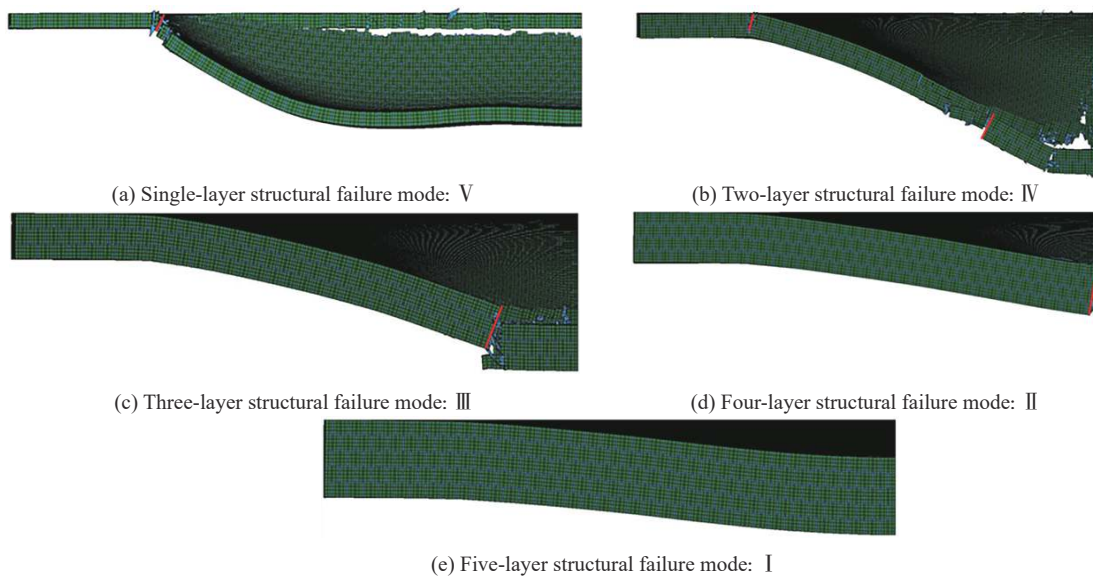 (a) Single-layer structural failure mode: Ⅴ
(b) Two-layer structural failure mode: Ⅳ
(c) Three-layer structural failure mode: Ⅲ
(d) Four-layer structural failure mode: Ⅱ
(e) Five-layer structural failure mode: Ⅰ